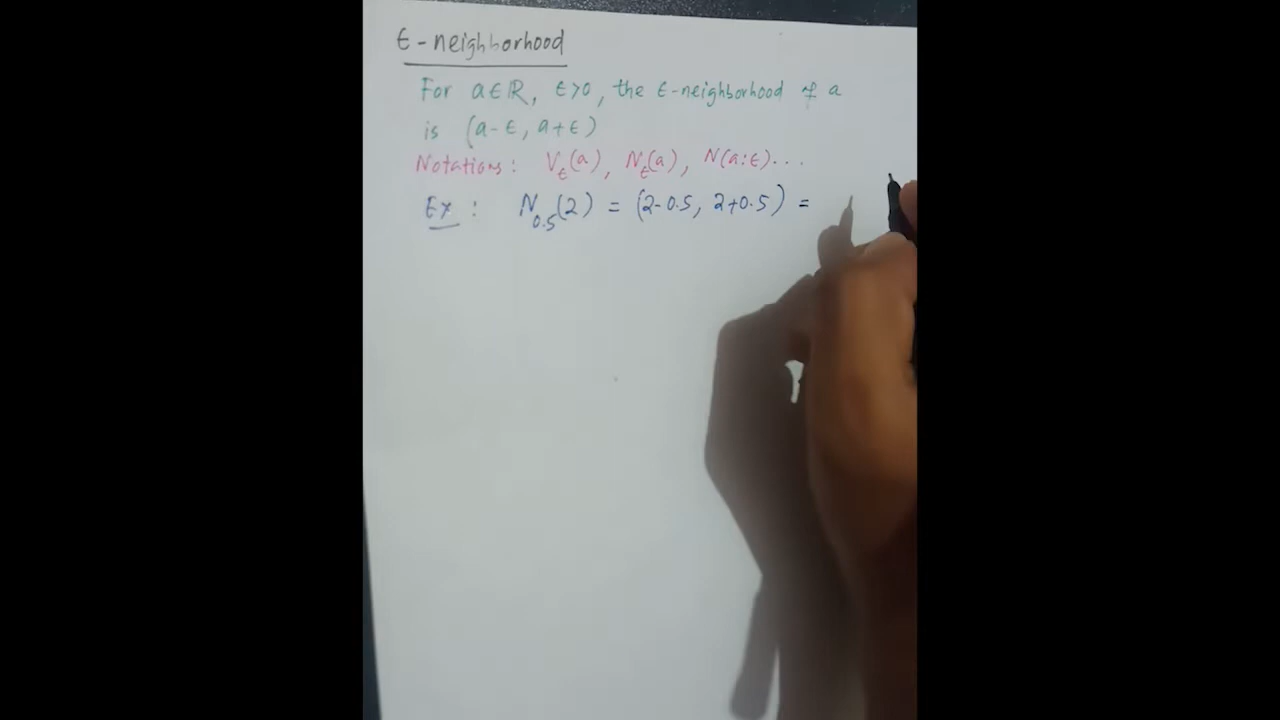 ϵ - neighborhood
For a ∈ ℝ, ϵ>0, the ϵ-neighborhood of a
is (a-ϵ, a+ϵ)
Notations: V_ϵ(a), N_ϵ(a), N(a:ϵ)...
Ex : N_0.5(2) = (2-0.5, 2+0.5) =